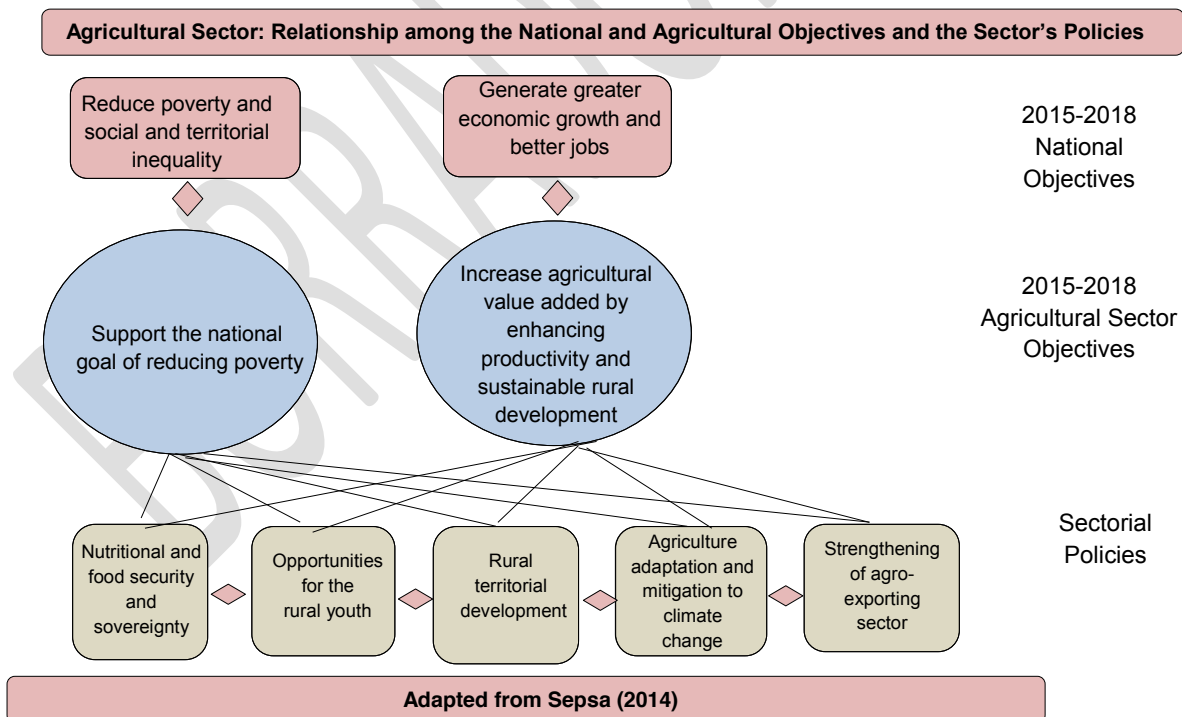 Agricultural Sector: Relationship among the National and Agricultural Objectives and the Sector's Policies
Reduce poverty and
social and territorial
inequality
Generate greater
economic growth and
better jobs
2015-2018
National
Objectives
Support the national
goal of reducing poverty
Increase agricultural
value added by
enhancing
productivity and
sustainable rural
development
2015-2018
Agricultural Sector
Objectives
Nutritional and
food security
and
sovereignty
Opportunities
for the
rural youth
Rural
territorial
development
Agriculture
adaptation and
mitigation to
climate
change
Strengthening
of agro-
exporting
sector
Sectorial
Policies
Adapted from Sepsa (2014)